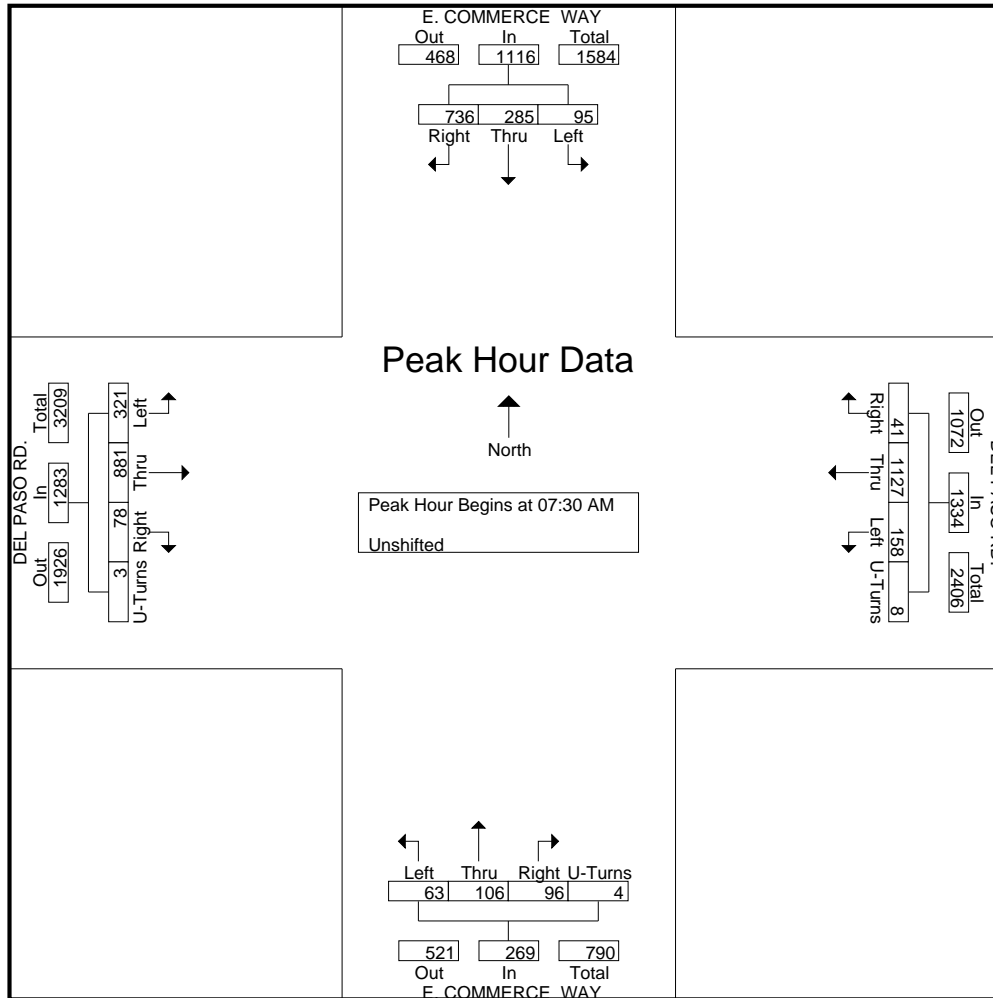 E. COMMERCE WAY
Out In Total
468 1116 1584
736 285 95
Right Thru Left
Peak Hour Data
North
Peak Hour Begins at 07:30 AM
Unshifted
DEL PASO RD.
Total In Out
3209 1283 1926
321 881 78 3
Left Thru Right U-Turns
Out In Total
1072 1334 2406
41 1127 158 8
Right Thru Left U-Turns
Left Thru Right U-Turns
63 106 96 4
521 269 790
Out In Total
E. COMMERCE WAY